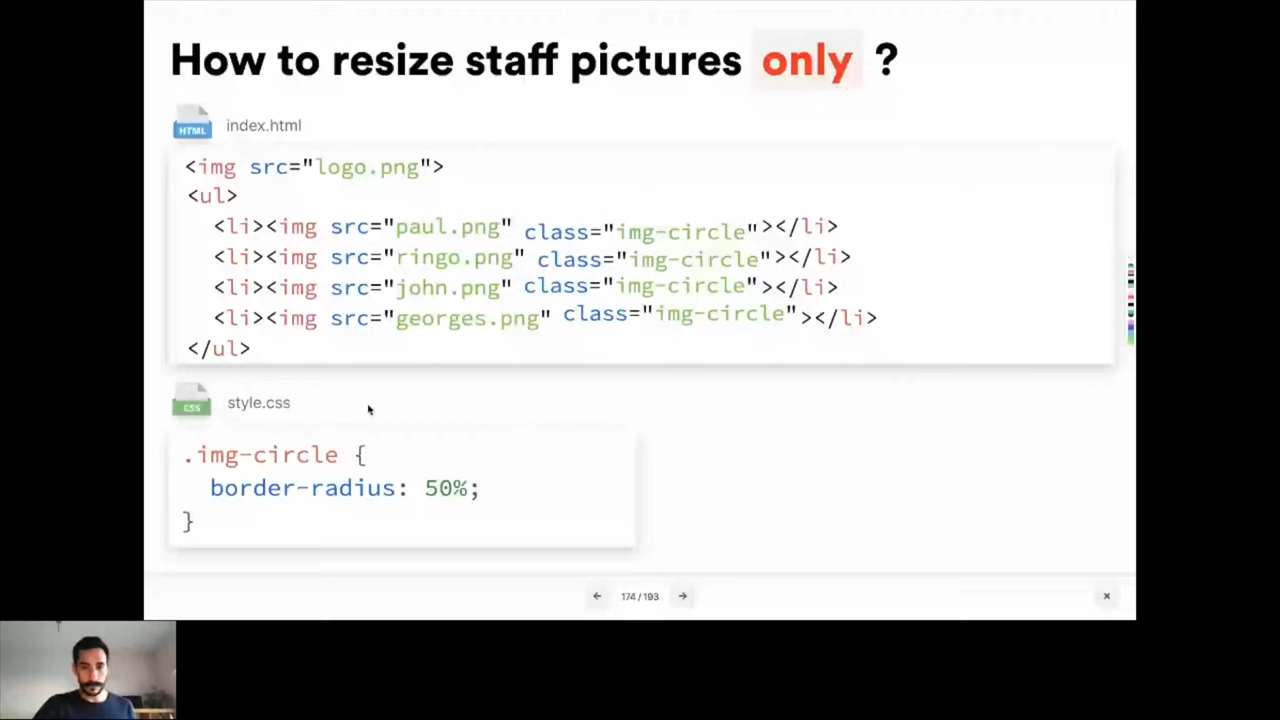 How to resize staff pictures only ?
HTML index.html
<img src="logo.png">
<ul>
<li><img src="paul.png" class="img-circle"></li>
<li><img src="ringo.png" class="img-circle"></li>
<li><img src="john.png" class="img-circle"></li>
<li><img src="georges.png" class="img-circle"></li>
</ul>
CSS style.css
.img-circle {
border-radius: 50%;
}
← 174 / 193 → ×